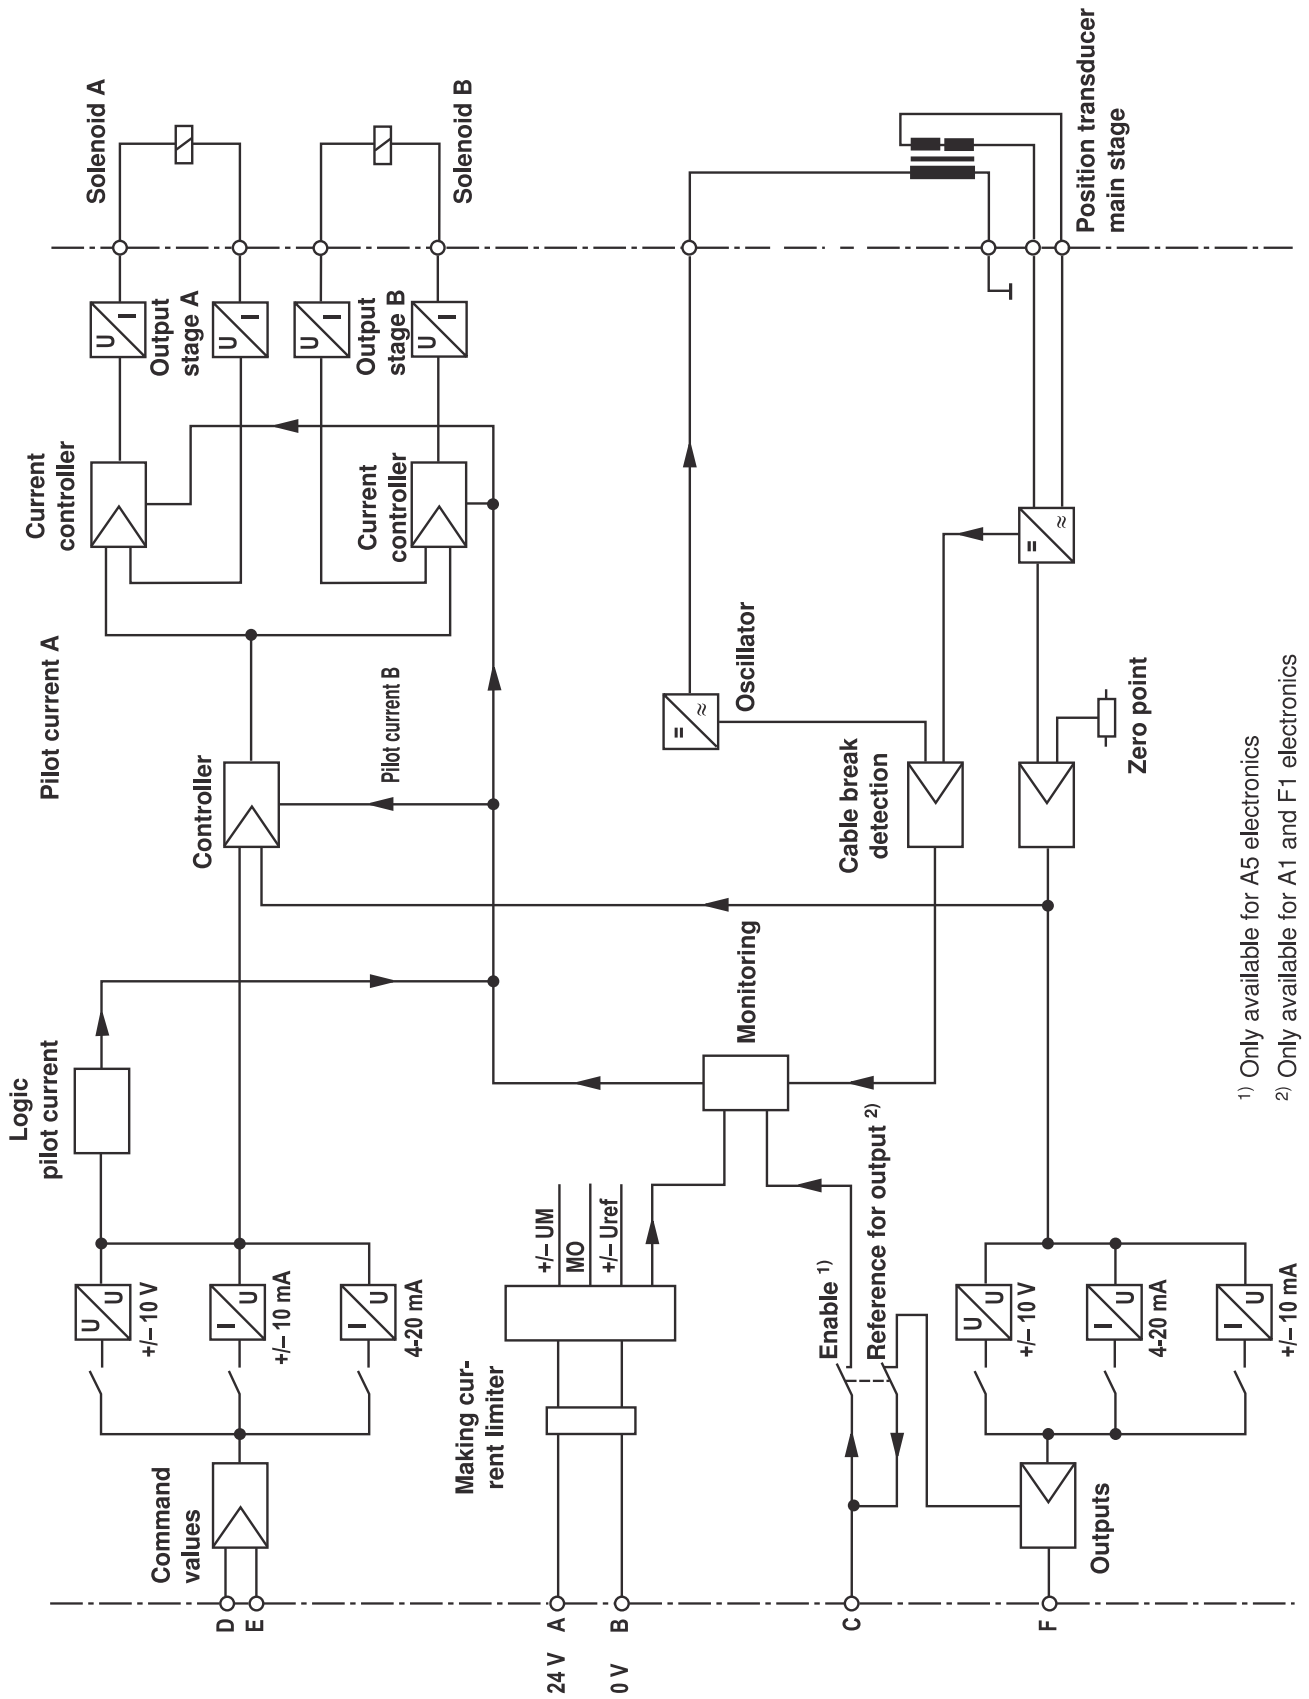 Command
values
D
E
24 V
A
0 V
B
C
F
U
U
+/– 10 V
I
U
+/– 10 mA
I
U
4-20 mA
Logic
pilot current
Controller
Pilot current A
Pilot current B
Current
controller
Current
controller
U
I
Output
stage A
U
I
U
I
Output
stage B
U
I
Solenoid A
Solenoid B
Making cur-
rent limiter
+/– UM
MO
+/– Uref
Monitoring
Enable 1)
Reference for output 2)
Cable break
detection
Oscillator
=
≈
=
≈
Zero point
Position transducer
main stage
Outputs
U
U
+/– 10 V
I
U
4-20 mA
I
U
+/– 10 mA
1) Only available for A5 electronics
2) Only available for A1 and F1 electronics